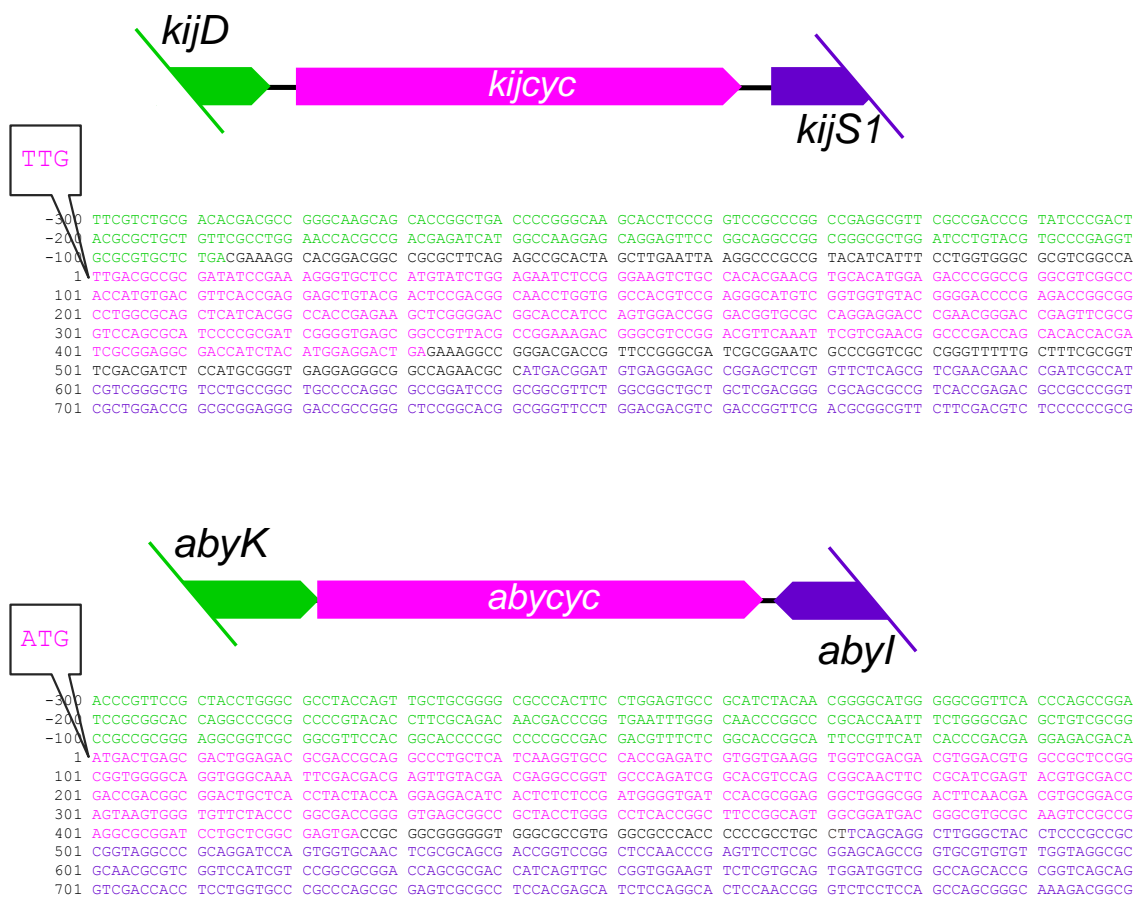 kijD
kijcyc
kijS1
TTG
-300 TTCGTCTGCG ACACGACGCC GGGCAAGCAG CACCGGCTGA CCCCGGGCAA GCACCTCCCG GTCCGCCCGG CCGAGGCGTT CGCCGACCCG TATCCCGACT
-200 ACGCGCTGCT GTTCGCCTGG AACCACGCCG ACGAGATCAT GGCCAAGGAG CAGGAGTTCC GGCAGGCCGG CGGGCGCTGG ATCCTGTACG TGCCCGAGGT
-100 GCGCGTGCTC TGACGAAAGG CACGGACGGC CGCGCTTCAG AGCCGCACTA GCTTGAATTAA AGGCCCGCCG TACATCATTT CCTGGTGGGC GCGTCGGCCA
1 TTGACGCCGC GATATCCGAA AGGGTGCTCC ATGTATCTGG AGAATCTCCG GGAAGTCTGC CACACGAACG TGCACATGGA GACCCGGCCG GGCGTCGGCC
101 ACCATGTGAC GTTCACCGAG GAGCTGTACG ACTCCGACGG CAACCTGGTG GCCACGTCCG AGGGCATGTC GGTGGTGTAC GGGGACCCCG AGACCGGCGG
201 CCTGGCGCAG CTCATCACGG CCACCGAGAA GCTCGGGGAC GGCACCATCC AGTGGACCGG GACGGTGCGC CAGGAGGACC CGAACGGGAC CGAGTTCGCG
301 GTCCAGCGCA TCCCCGCGAT CGGGGTGAGC GGCCGTTACG CCGGAAAGAC GGGCGTCCGG ACGTTCAAAT TCGTCGAACG GCCCGACCAG CACACCACGA
401 TCGCGGAGGC GACCATCTAC ATGGAGGACT GAGAAAGGCC GGGACGACCG TTCCGGGCGA TCGCGGAATC GCCCGGTCGC CGGGTTTTTG CTTTCGCGGT
501 TCGACGATCT CCATGCGGGT GAGGAGGGCG GCCAGAACGC CATGACGGAT GTGAGGGAGC CGGAGCTCGT GTTCTCAGCG TCGAACGAAC CGATCGCCAT
601 CGTCGGGCTG TCCTGCCGGC TGCCCCAGGC GCCGGATCCG GCGGCGTTCT GGCGGCTGCT GCTCGACGGG CGCAGCGCCG TCACCGAGAC GCCGCCCGGT
701 CGCTGGACCG GCGCGGAGGG GACCGCCGGG CTCCGGCACG GCGGGTTCCT GGACGACGTC GACCGGTTCG ACGCGGCGTT CTTCGACGTC TCCCCCCGCG
abyK
abycyc
abyI
ATG
-300 ACCCGTTCCG CTACCTGGGC GCCTACCAGT TGCTGCGGGG CGCCCACTTC CTGGAGTGCC GCATCTACAA CGGGGCATGG GGGCGGTTCA CCCAGCCGGA
-200 TCCGCGGCAC CAGGCCCGCG CCCCGTACAC CTTCGCAGAC AACGACCCGG TGAATTTGGG CAACCCGGCC CGCACCAATT TCTGGGCGAC GCTGTCGCGG
-100 CCGCCGCGGG AGGCGGTCGC GGCGTTCCAC GGCACCCCGC CCCCGCCGAC GACGTTTCTC GGCACCGGCA TTCCGTTCAT CACCCGACGA GGAGACGACA
1 ATGACTGAGC GACTGGAGAC GCGACCGCAG GCCCTGCTCA TCAAGGTGCC CACCGAGATC GTGGTGAAGG TGGTCGACGA CGTGGACGTG GCCGCTCCGG
101 CGGTGGGGCA GGTGGGCAAA TTCGACGACG AGTTGTACGA CGAGGCCGGT GCCCAGATCG GCACGTCCAG CGGCAACTTC CGCATCGAGT ACGTGCGACC
201 GACCGACGGC GGACTGCTCA CCTACTACCA GGAGGACATC ACTCTCTCCG ATGGGGTGAT CCACGCGGAG GGCTGGGCGG ACTTCAACGA CGTGCGGACG
301 AGTAAGTGGG TGTTCTACCC GGCGACCGGG GTGAGCGGCC GCTACCTGGG CCTCACCGGC TTCCGGCAGT GGCGGATGAC GGGCGTGCGC AAGTCCGCCG
401 AGGCGCGGAT CCTGCTCGGC GAGTGACCGC GGCGGGGGGT GGGCGCCGTG GGCGCCCACC CCCCGCCTGC CTTCAGCAGG CTTGGGCTAC CTCCCGCCGC
501 CGGTAGGCCC GCAGGATCCA GTGGTGCAAC TCGCGCAGCG ACCGGTCCGG CTCCAACCCG AGTTCCTCGC GGAGCAGCCG GTGCGTGTGT TGGTAGGCGC
601 GCAACGCGTC GGTCCATCGT CCGGCGCGGA CCAGCGCGAC CATCAGTTGC CGGTGGAAGT TCTCGTGCAG TGGATGGTCG GCCAGCACCG CGGTCAGCAG
701 GTCGACCACC TCCTGGTGCC CGCCCAGCGC GAGTCGCGCC TCCACGAGCA TCTCCAGGCA CTCCAACCGG GTCTCCTCCA GCCAGCGGGC AAAGACGGCG